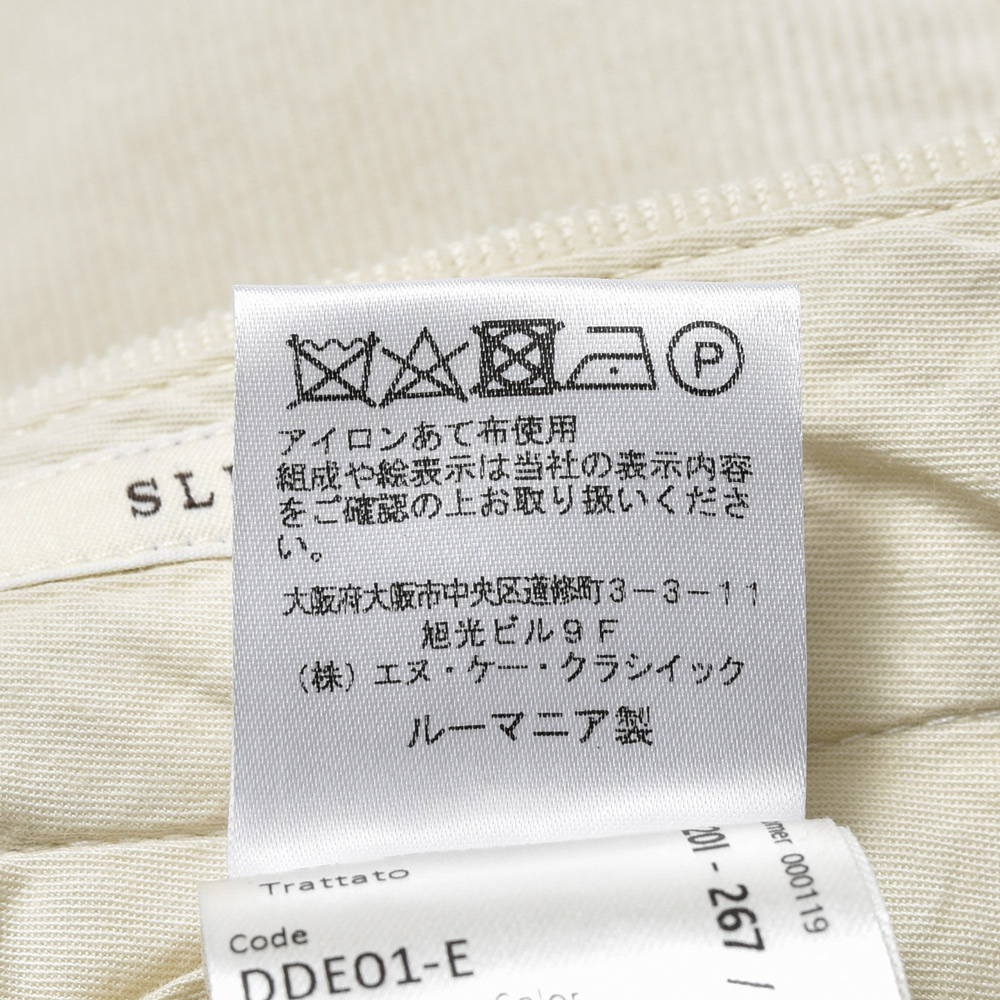 P
アイロンあて布使用
組成や絵表示は当社の表示内容
をご確認の上お取り扱いくださ
い。
大阪府大阪市中央区道修町3-3-11
旭光ビル9F
(株)エヌ・ケー・クラシイック
ルーマニア製
SL
Trattato
Code
DDE01-E
Color
201-267 /
000119